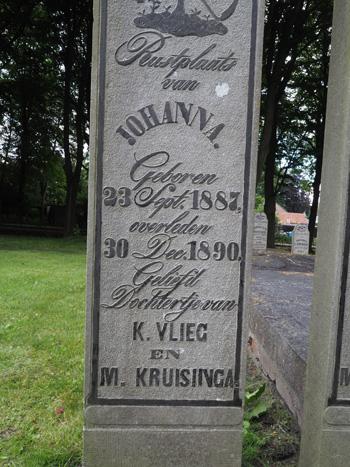 Rustplaats
van
JOHANNA.
Geboren
23 Sept. 1887,
overleden
30 Dec. 1890.
Geliefd
Dochtertje van
K. VLIEG
EN
M. KRUISINGA.